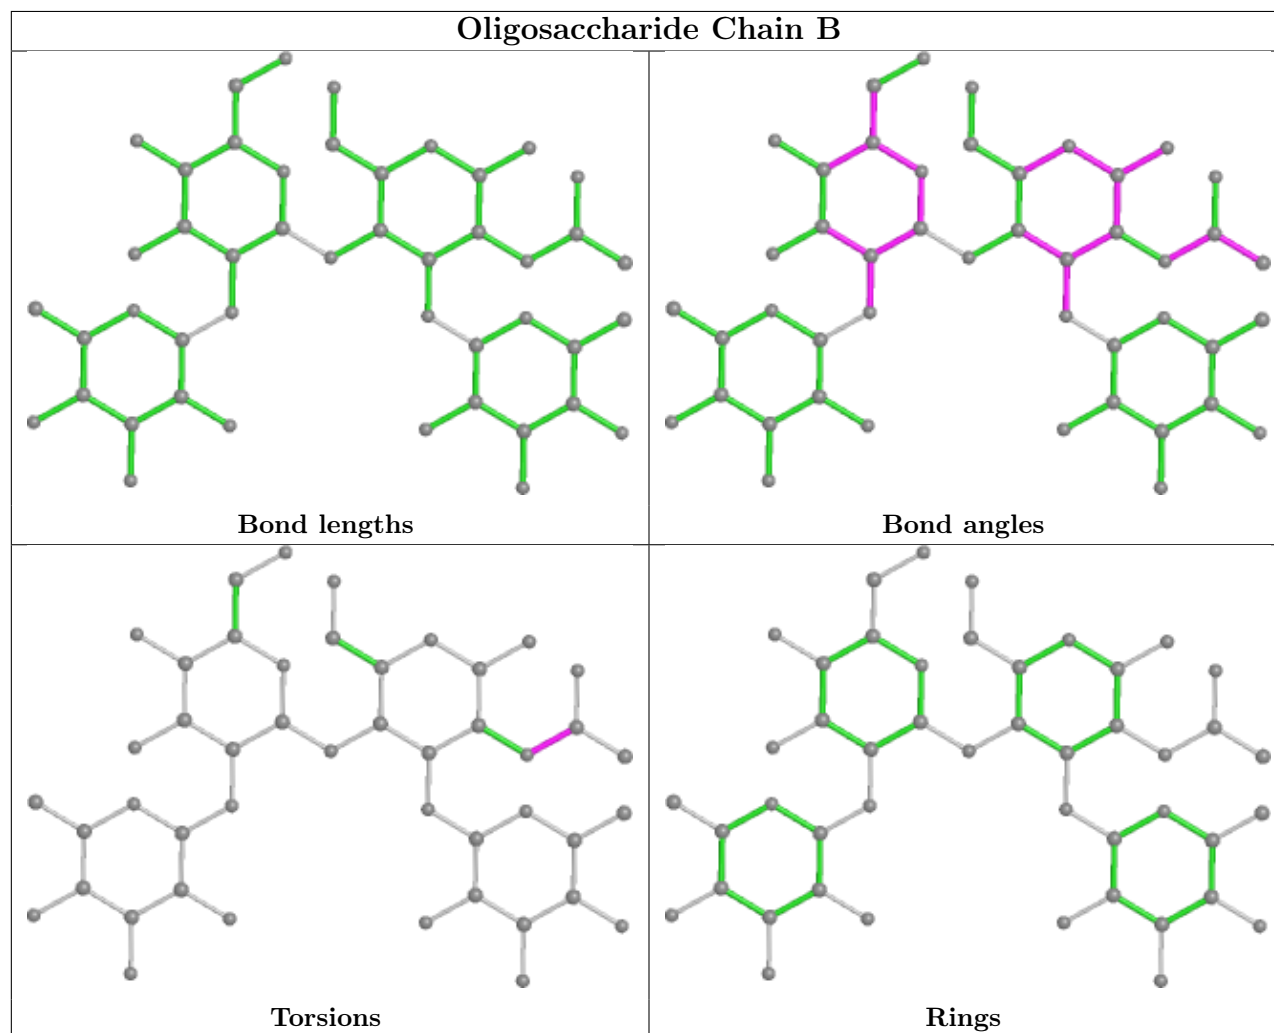 Oligosaccharide Chain B
Bond lengths
Bond angles
Torsions
Rings